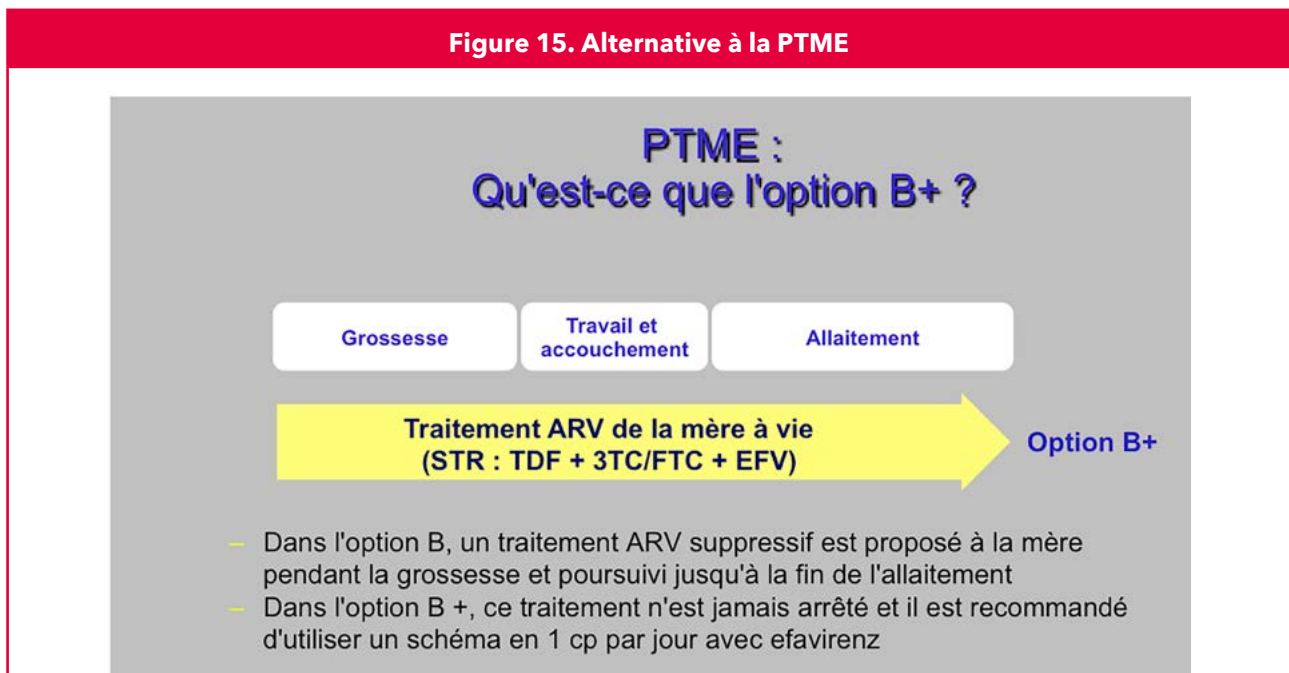 Figure 15. Alternative à la PTME
PTME :
Qu'est-ce que l'option B+ ?
Grossesse
Travail et
accouchement
Allaitement
Traitement ARV de la mère à vie
(STR : TDF + 3TC/FTC + EFV)
Option B+
– Dans l'option B, un traitement ARV suppressif est proposé à la mère
pendant la grossesse et poursuivi jusqu'à la fin de l'allaitement
– Dans l'option B +, ce traitement n'est jamais arrêté et il est recommandé
d'utiliser un schéma en 1 cp par jour avec efavirenz